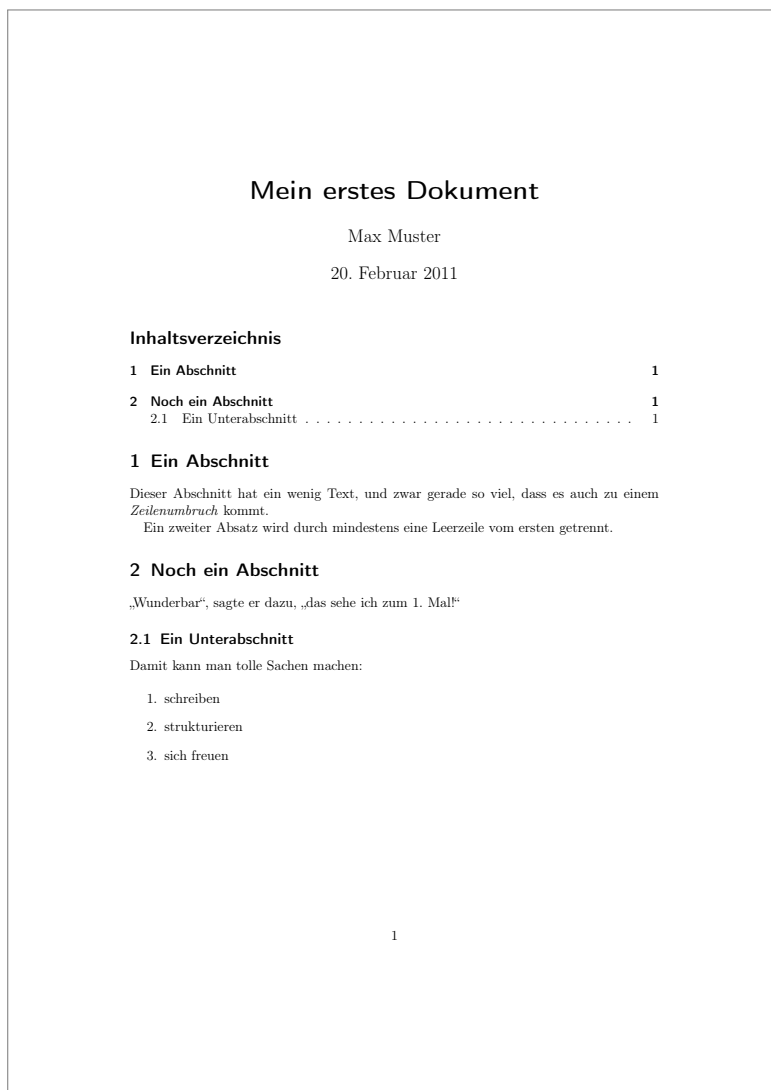 Mein erstes Dokument
Max Muster
20. Februar 2011
Inhaltsverzeichnis
1 Ein Abschnitt 1
2 Noch ein Abschnitt 1
2.1 Ein Unterabschnitt . . . . . . . . . . . . . . . . . . . . . . . . . . . . . . . 1
1 Ein Abschnitt
Dieser Abschnitt hat ein wenig Text, und zwar gerade so viel, dass es auch zu einem
Zeilenumbruch kommt.
Ein zweiter Absatz wird durch mindestens eine Leerzeile vom ersten getrennt.
2 Noch ein Abschnitt
„Wunderbar“, sagte er dazu, „das sehe ich zum 1. Mal!“
2.1 Ein Unterabschnitt
Damit kann man tolle Sachen machen:
1. schreiben
2. strukturieren
3. sich freuen
1